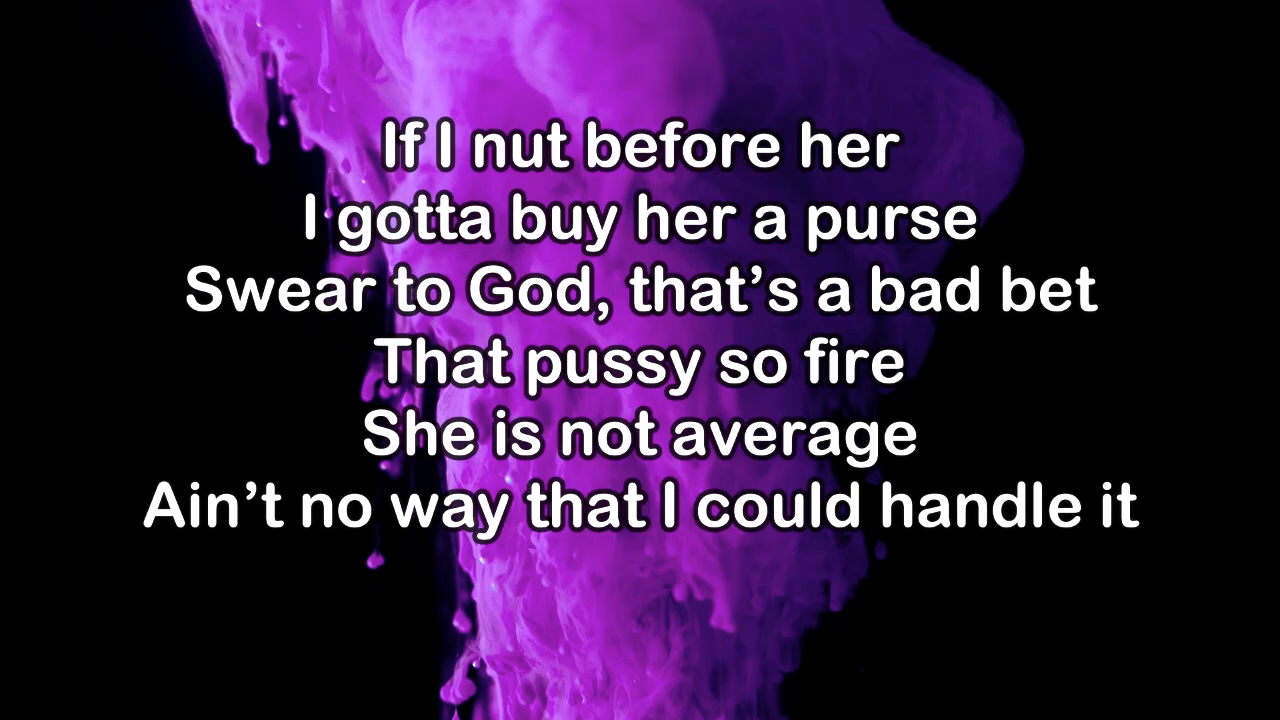 If I nut before her
I gotta buy her a purse
Swear to God, that’s a bad bet
That pussy so fire
She is not average
Ain’t no way that I could handle it